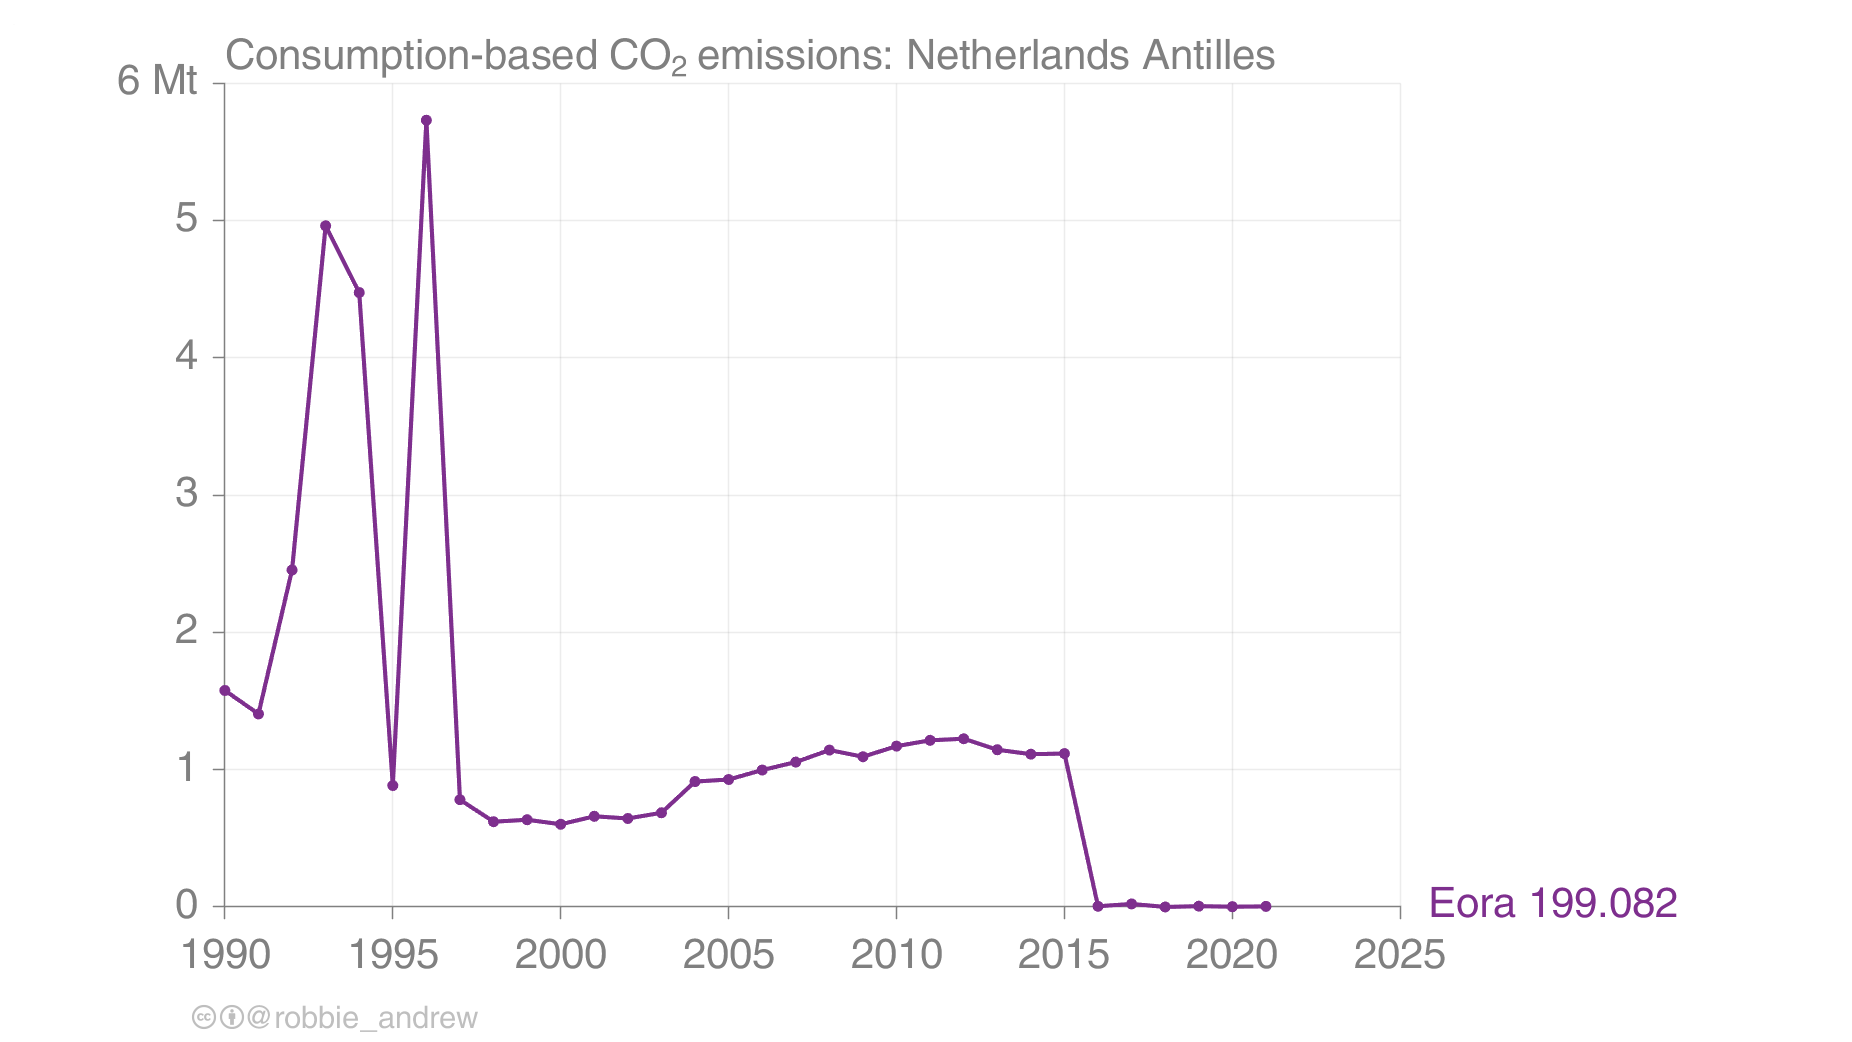 Consumption-based CO₂ emissions: Netherlands Antilles
6 Mt
5
4
3
2
1
0
1990 1995 2000 2005 2010 2015 2020 2025
Eora 199.082
@robbie_andrew